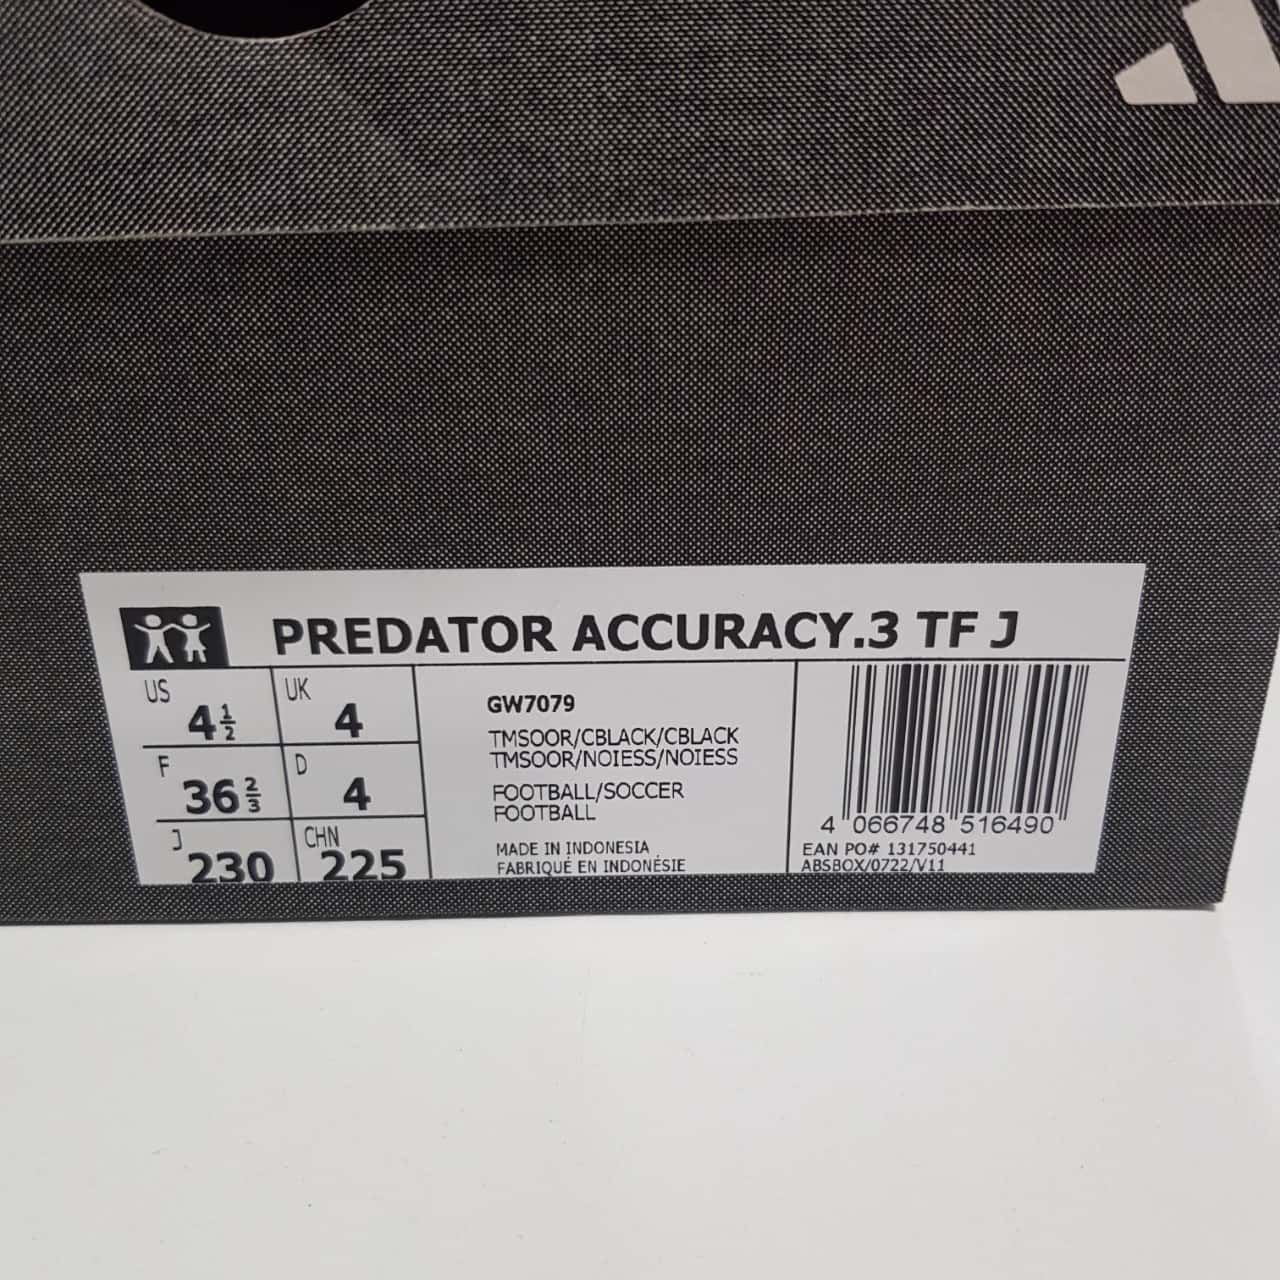 PREDATOR ACCURACY.3 TF J
US 4½ UK 4
F 36⅔ D 4
J 230 CHN 225
GW7079
TMSOOR/CBLACK/CBLACK
TMSOOR/NOIESS/NOIESS
FOOTBALL/SOCCER
FOOTBALL
MADE IN INDONESIA
FABRIQUÉ EN INDONÉSIE
4 066748 516490
EAN PO# 131750441
ABSBOX/0722/V11